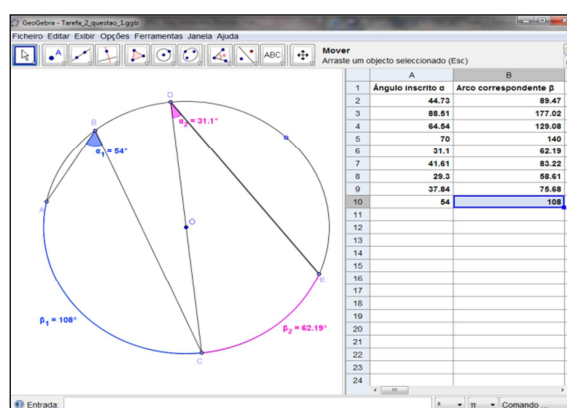 GeoGebra - Tarefa_2_questao_1.ggb
Ficheiro Editar Exibir Opções Ferramentas Janela Ajuda
A ABC Mover
Arraste um objecto seleccionado (Esc)
A B
1 Ângulo inscrito α Arco correspondente β
2 44.73 89.47
3 88.51 177.02
4 64.54 129.08
5 70 140
6 31.1 62.19
7 41.61 83.22
8 29.3 58.61
9 37.84 75.68
10 54 108
11
12
13
14
15
16
17
18
19
20
21
22
23
24
D
α₂ = 31.1°
B
α₁ = 54°
A
O
E
β₁ = 108°
β₂ = 62.19°
C
Entrada: π Comando ...